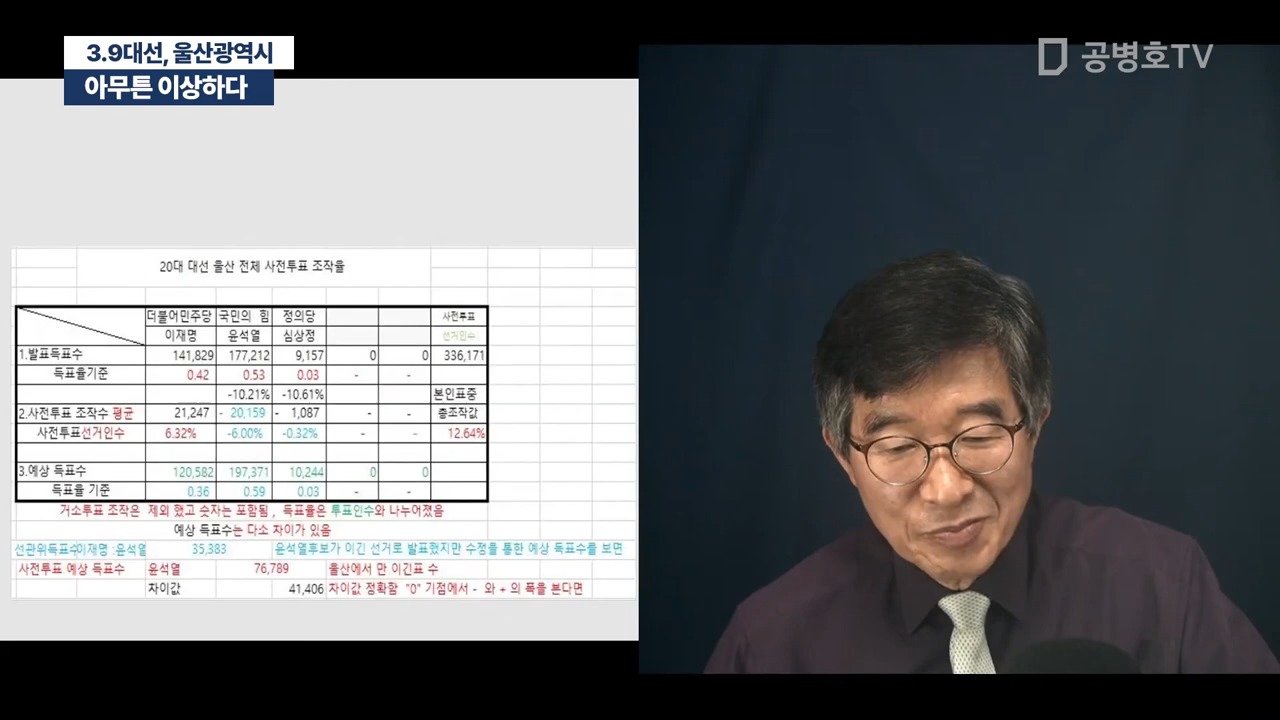 3.9대선, 울산광역시
아무튼 이상하다
공병호TV
20대 대선 울산 전체 사전투표 조작율
더불어민주당 국민의 힘 정의당 사전투표
이재명 윤석열 심상정 선거인수
1.발표득표수 141,829 177,212 9,157 0 0 336,171
득표율기준 0.42 0.53 0.03 - -
-10.21% -10.61% 본인표중
2.사전투표 조작수 평균 21,247 - 20,159 - 1,087 - - 총조작값
사전투표선거인수 6.32% -6.00% -0.32% - - 12.64%
3.예상 득표수 120,582 197,371 10,244 0 0
득표율 기준 0.36 0.59 0.03 - -
거소투표 조작은 제외 했고 숫자는 포함됨 , 득표율은 투표인수와 나누어졌음
예상 득표수는 다소 차이가 있음
선관위득표수이재명 :윤석열 35,383 윤석열후보가 이긴 선거로 발표했지만 수정을 통한 예상 득표수를 보면
사전투표 예상 득표수 윤석열 76,789 울산에서 만 이긴표 수
차이값 41,406 차이값 정확함 "0" 기점에서 - 와 + 의 폭을 본다면